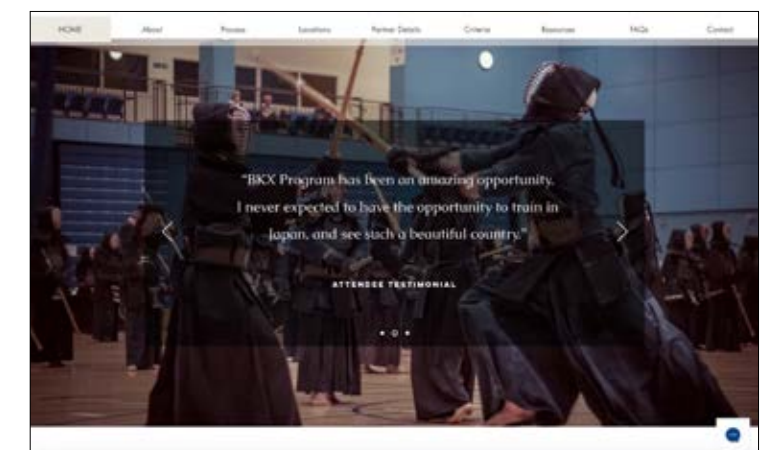 HOME About Process Locations Partner Details Criteria Resources FAQs Contact
"BKX Program has been an amazing opportunity.
I never expected to have the opportunity to train in
Japan, and see such a beautiful country."
ATTENDEE TESTIMONIAL